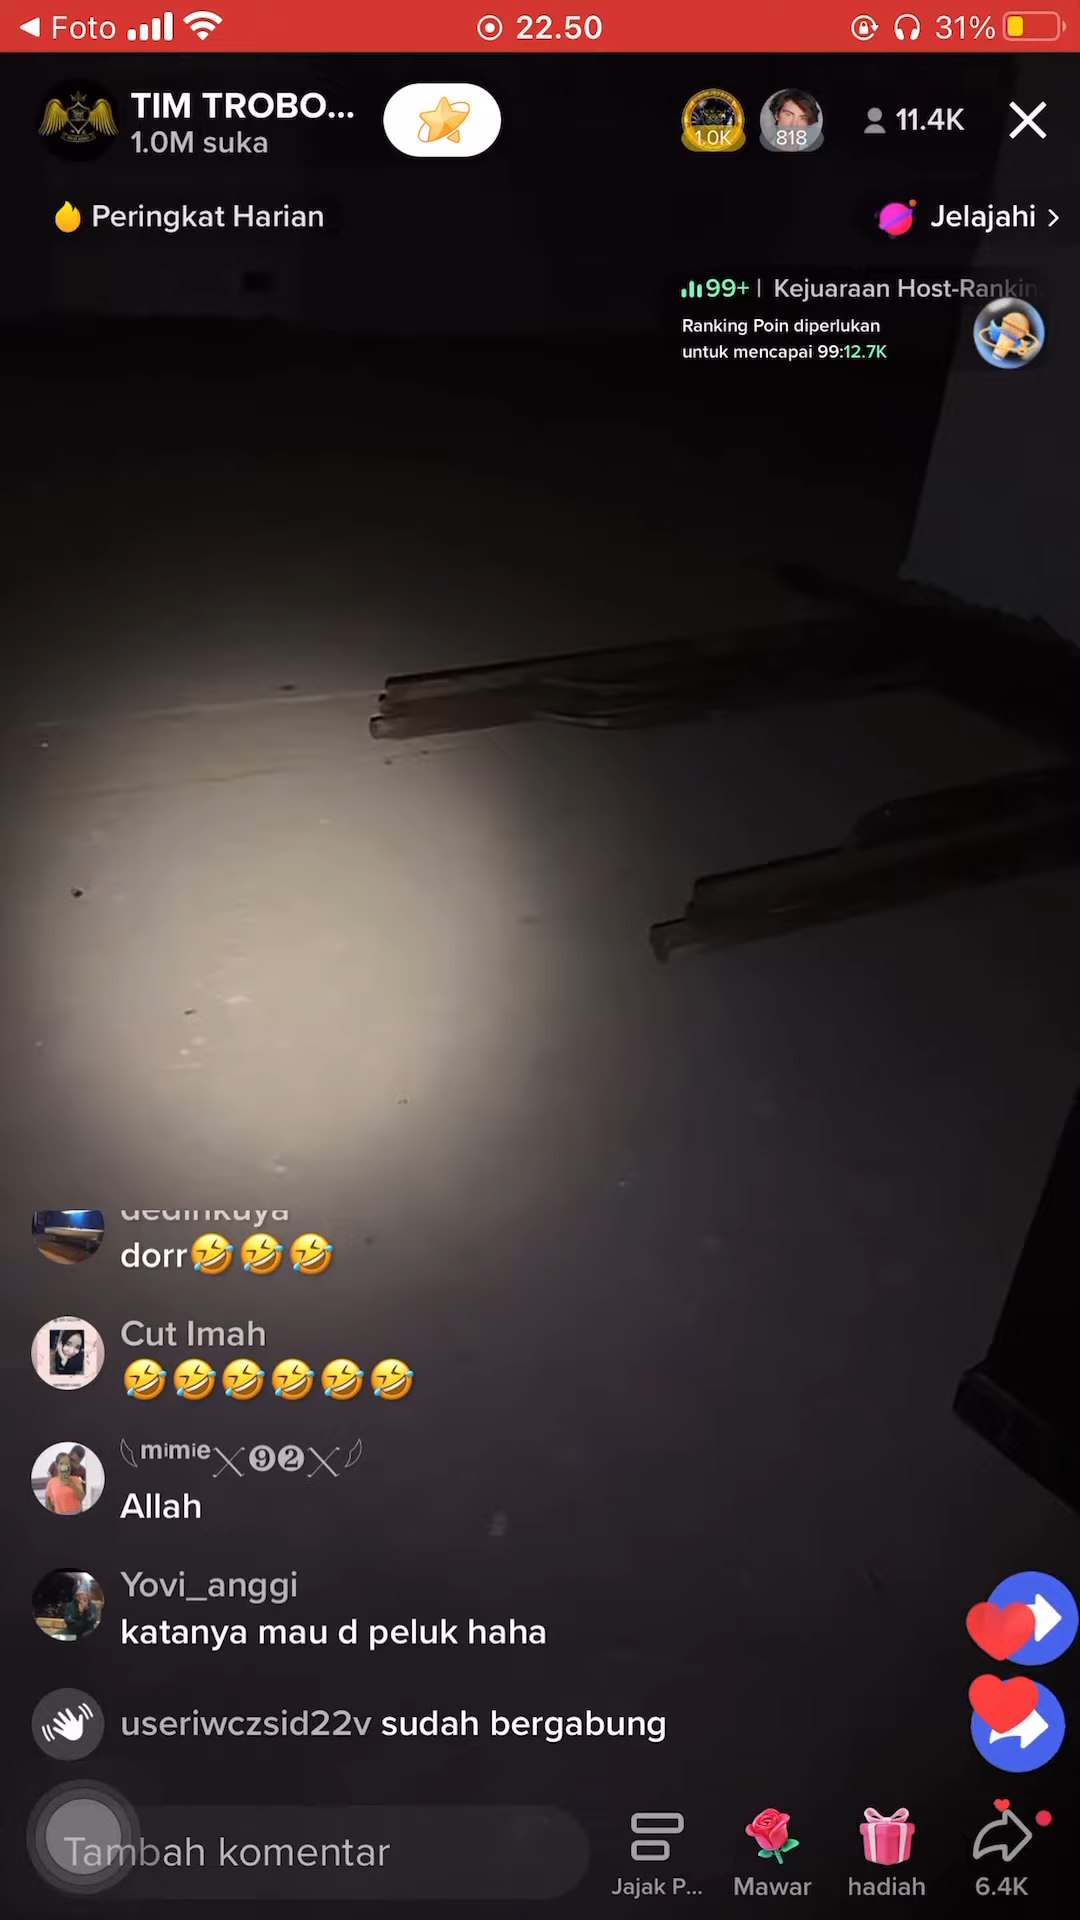 Foto
22.50
31%
TIM TROBO...
1.0M suka
1.0K
818
11.4K
Peringkat Harian
Jelajahi
99+ | Kejuaraan Host-Rankin
Ranking Poin diperlukan
untuk mencapai 99:12.7K
dedinkuya
dorr🤣🤣🤣
Cut Imah
🤣🤣🤣🤣🤣🤣
ᵐⁱᵐⁱᵉ╳❾❷╳
Allah
Yovi_anggi
katanya mau d peluk haha
useriwczsid22v sudah bergabung
Tambah komentar
Jajak P...
Mawar
hadiah
6.4K